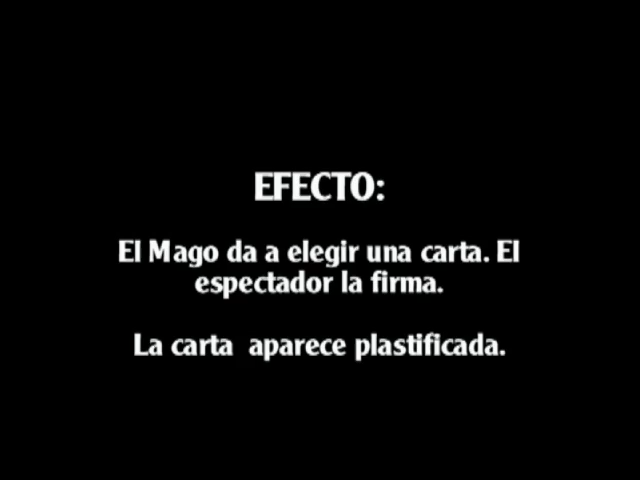 EFECTO:
El Mago da a elegir una carta. El
espectador la firma.
La carta aparece plastificada.